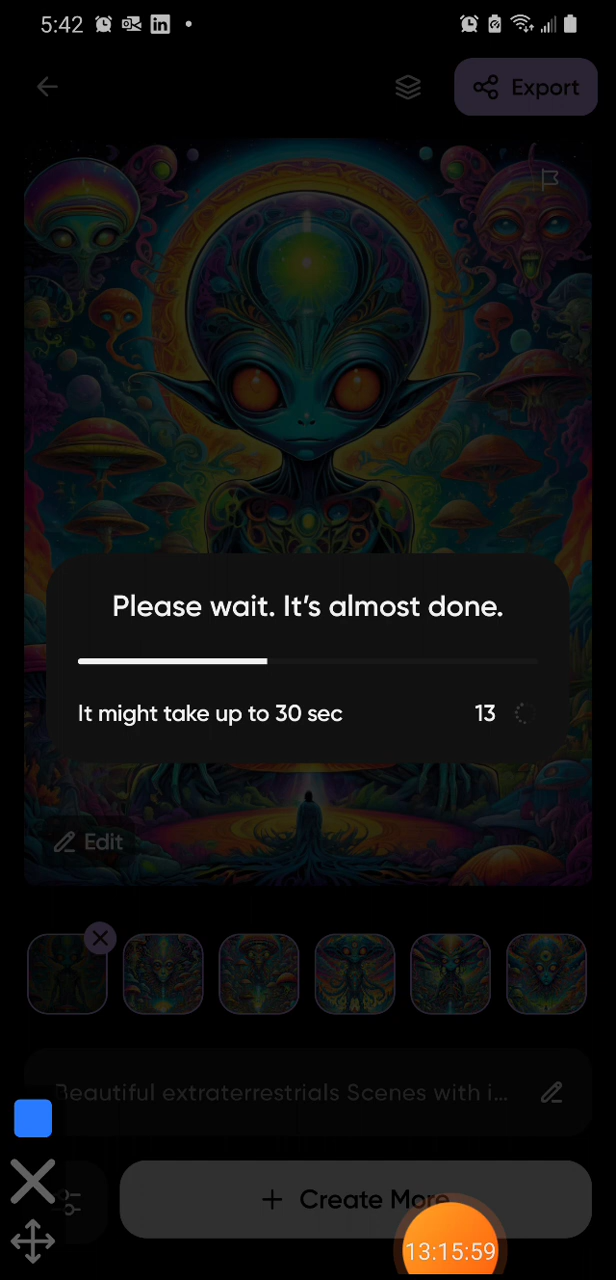 5:42
Export
Please wait. It's almost done.
It might take up to 30 sec 13
Edit
Beautiful extraterrestrials Scenes with i...
+ Create More
13:15:59